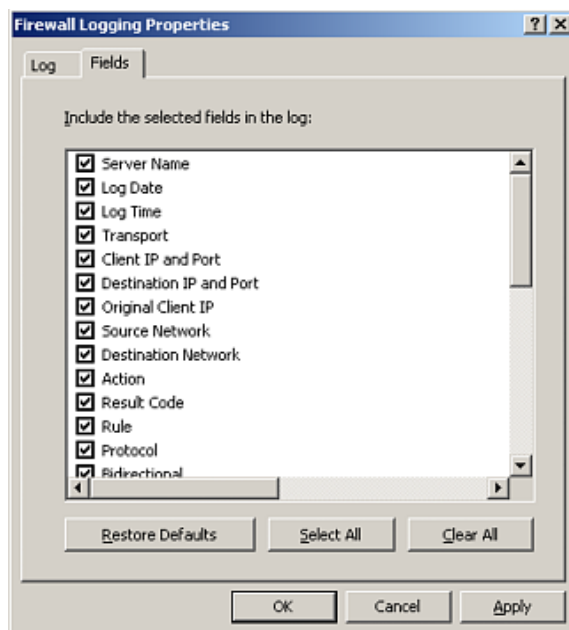 Firewall Logging Properties
Log
Fields
Include the selected fields in the log:
Server Name
Log Date
Log Time
Transport
Client IP and Port
Destination IP and Port
Original Client IP
Source Network
Destination Network
Action
Result Code
Rule
Protocol
Bidirectional
Restore Defaults
Select All
Clear All
OK
Cancel
Apply